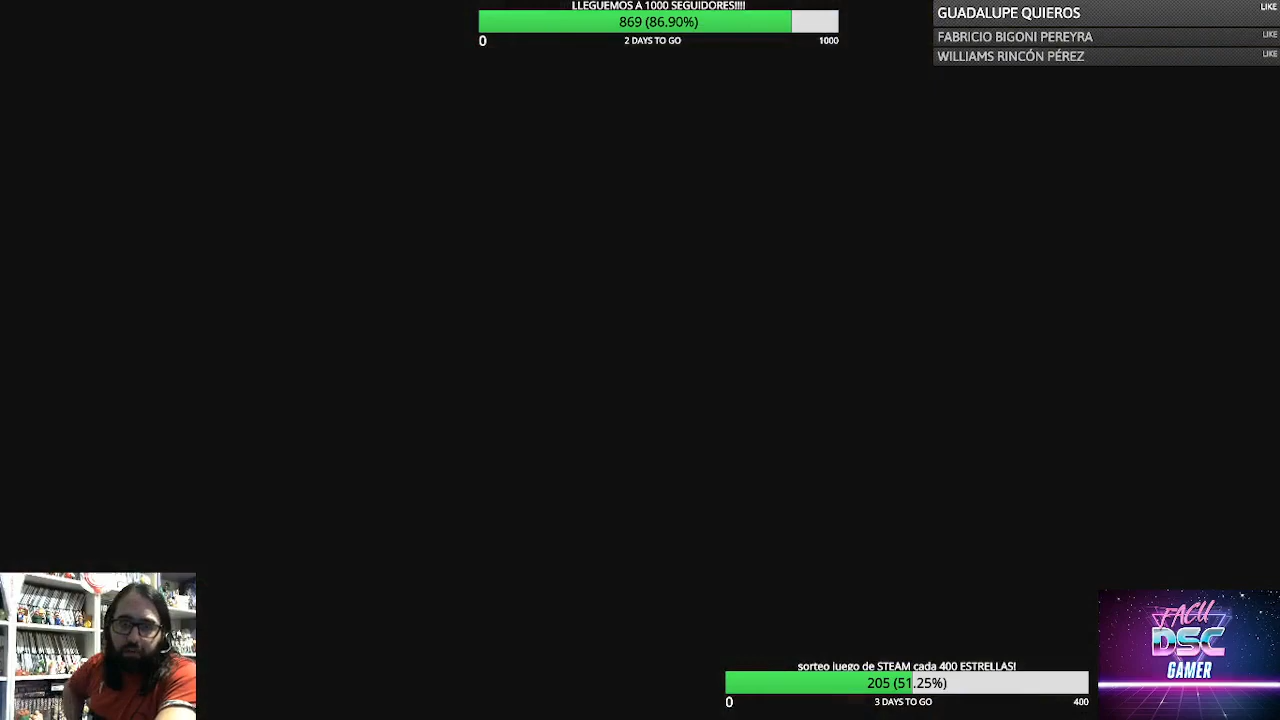 LLEGUEMOS A 1000 SEGUIDORES!!!!
869 (86.90%)
0 2 DAYS TO GO 1000
GUADALUPE QUIEROS LIKE
FABRICIO BIGONI PEREYRA LIKE
WILLIAMS RINCÓN PÉREZ LIKE
sorteo juego de STEAM cada 400 ESTRELLAS!
205 (51.25%)
0 3 DAYS TO GO 400
FACU
DSC
GAMER